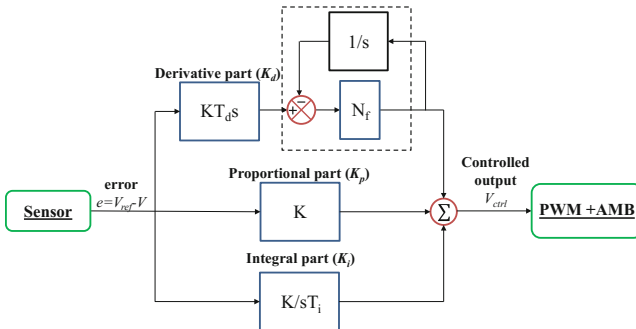 1/s
Derivative part (K_d)
+
−
KT_ds
N_f
error
e=V_ref-V
Proportional part (K_p)
Controlled
output
V_ctrl
Sensor
K
Σ
PWM +AMB
Integral part (K_i)
K/sT_i